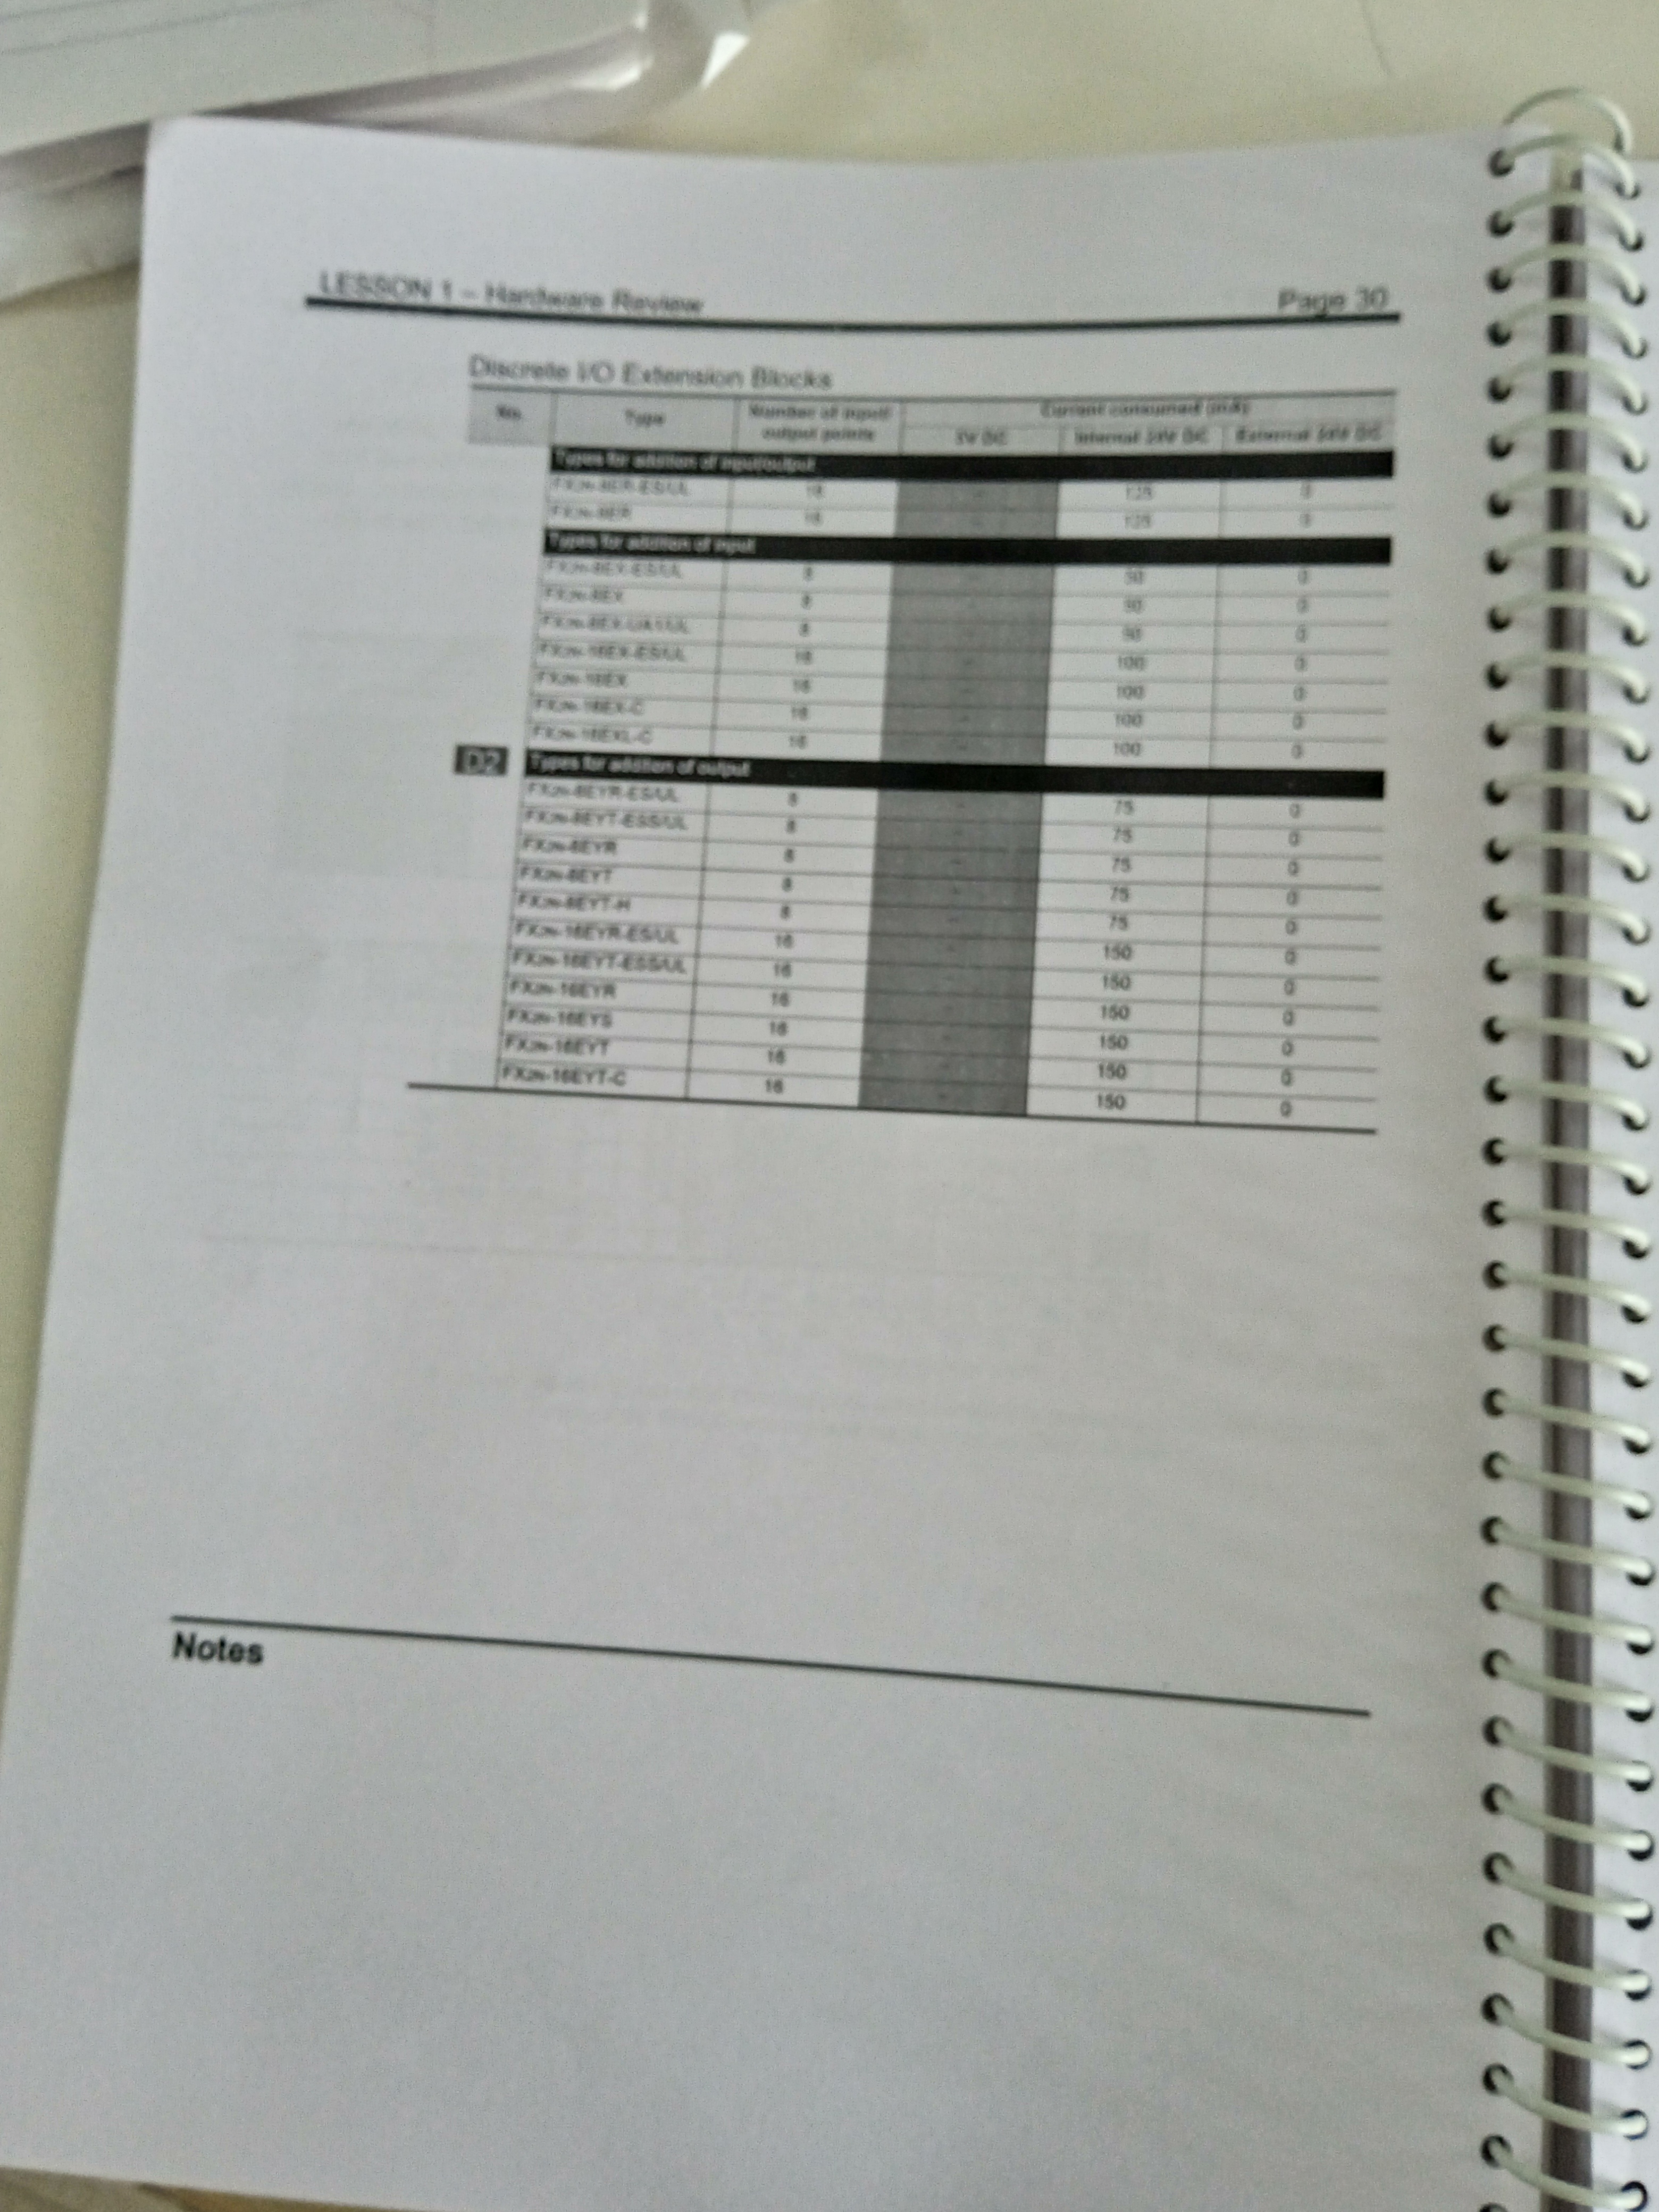 LESSON 1 – Hardware Review Page 30
Discrete I/O Extension Blocks
No. Type Number of input/ output points Current consumed (mA)
5V DC Internal 24V DC External 24V DC
Types for addition of input/output
FX2N-8ER-ES/UL 16 - 125 0
FX2N-8ER 16 - 125 0
Types for addition of input
FX2N-8EX-ES/UL 8 - 50 0
FX2N-8EX 8 - 50 0
FX2N-8EX-UA1/UL 8 - 50 0
FX2N-16EX-ES/UL 16 - 100 0
FX2N-16EX 16 - 100 0
FX2N-16EX-C 16 - 100 0
FX2N-16EXL-C 16 - 100 0
D2 Types for addition of output
FX2N-8EYR-ES/UL 8 - 75 0
FX2N-8EYT-ESS/UL 8 - 75 0
FX2N-8EYR 8 - 75 0
FX2N-8EYT 8 - 75 0
FX2N-8EYT-H 8 - 75 0
FX2N-16EYR-ES/UL 16 - 150 0
FX2N-16EYT-ESS/UL 16 - 150 0
FX2N-16EYR 16 - 150 0
FX2N-16EYS 16 - 150 0
FX2N-16EYT 16 - 150 0
FX2N-16EYT-C 16 - 150 0
Notes